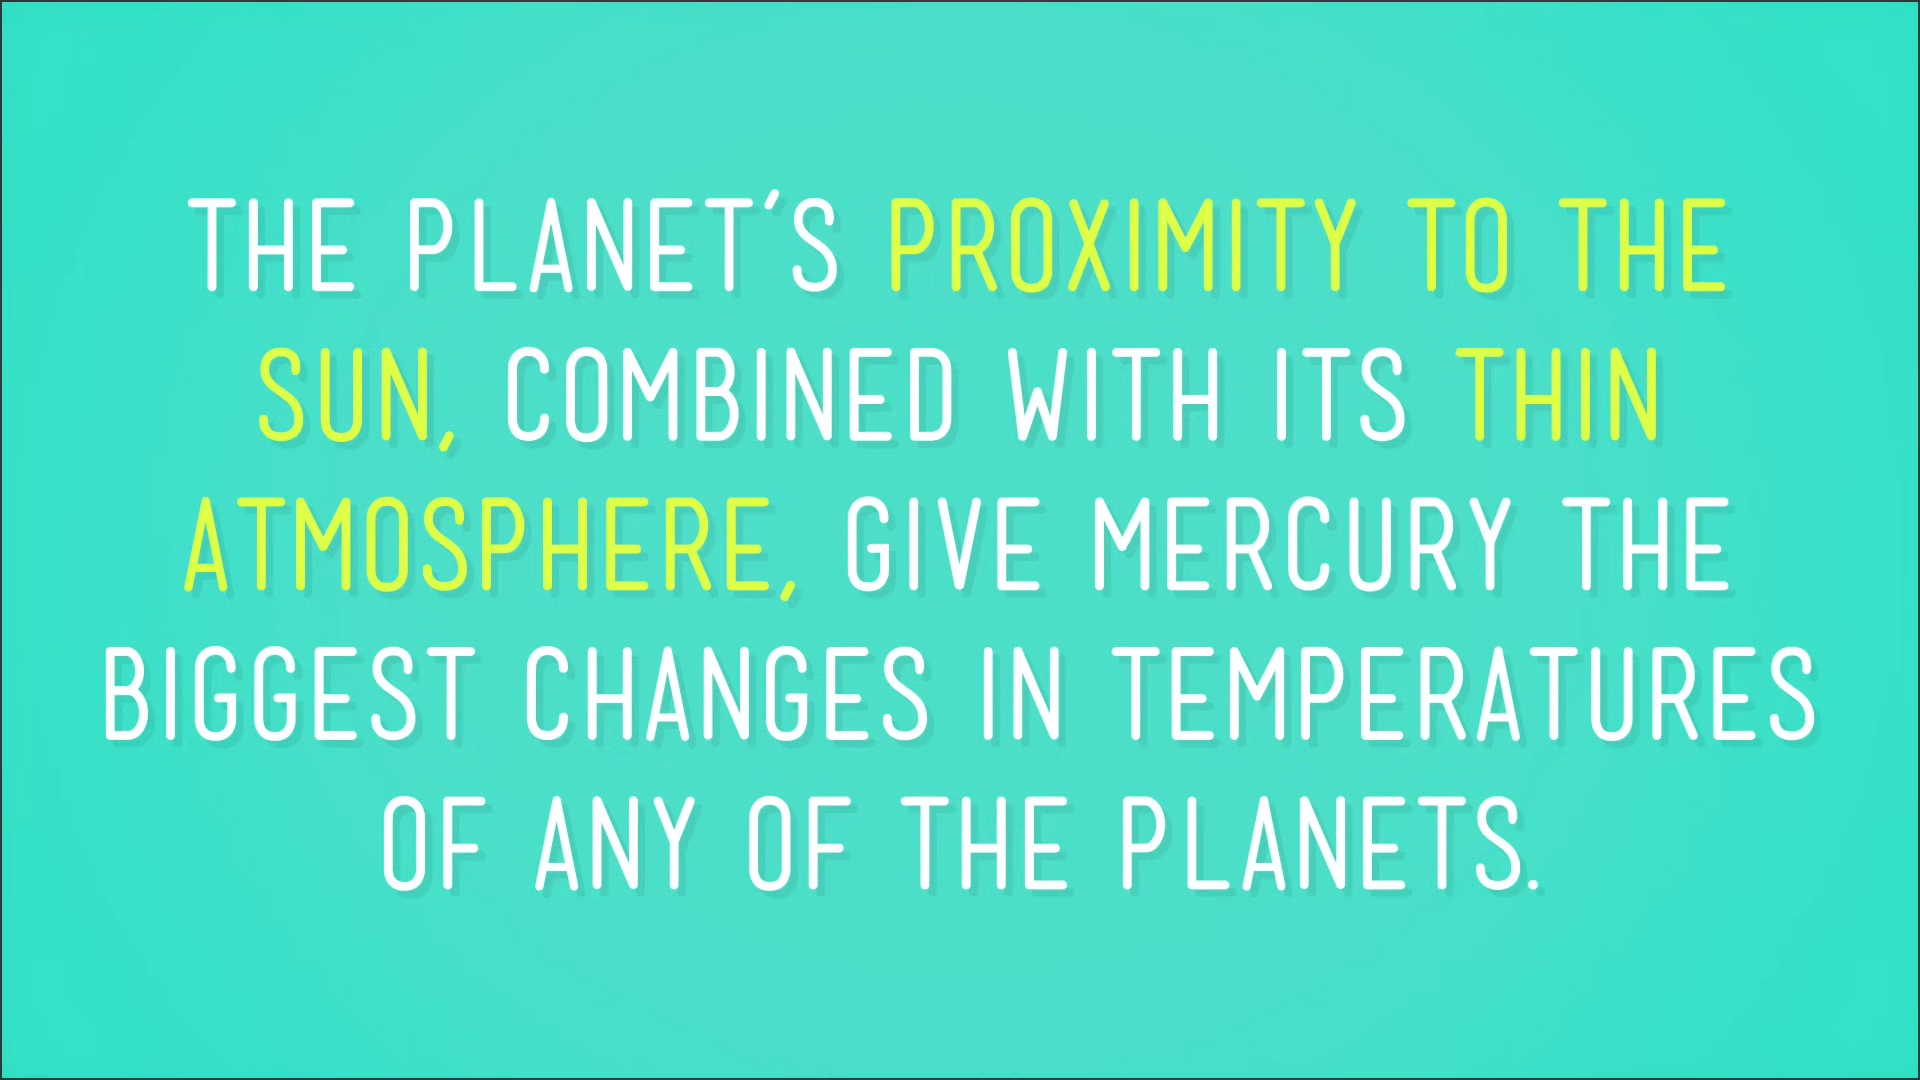 THE PLANET'S PROXIMITY TO THE
SUN, COMBINED WITH ITS THIN
ATMOSPHERE, GIVE MERCURY THE
BIGGEST CHANGES IN TEMPERATURES
OF ANY OF THE PLANETS.